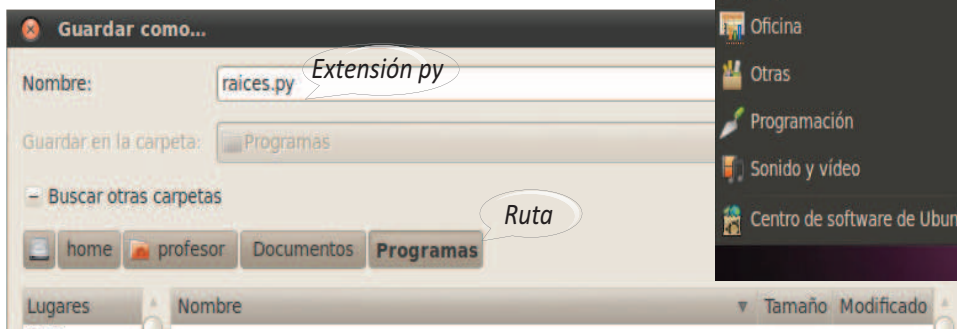 Guardar como...
Nombre: raices.py
Extensión py
Guardar en la carpeta: Programas
Buscar otras carpetas
Ruta
home profesor Documentos Programas
Lugares Nombre Tamaño Modificado
Oficina
Otras
Programación
Sonido y vídeo
Centro de software de Ubun